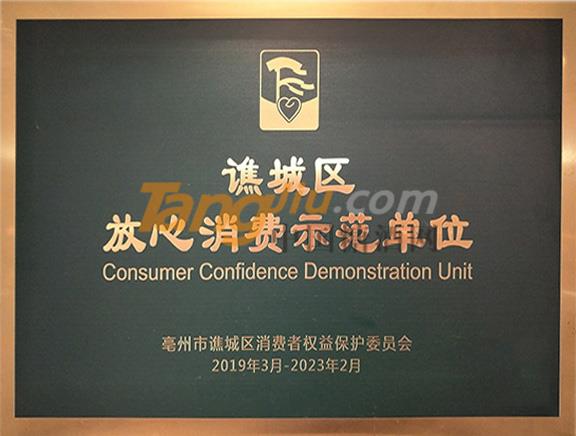 谯城区
Tangjiu.com
放心消费示范单位
Consumer Confidence Demonstration Unit
亳州市谯城区消费者权益保护委员会
2019年3月-2023年2月